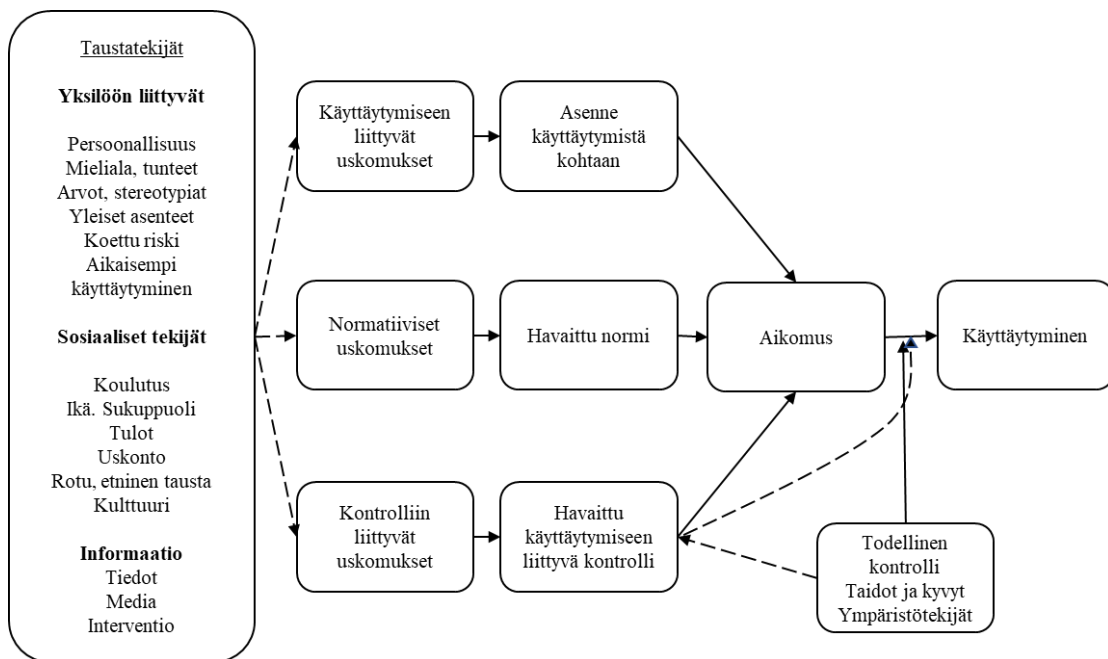 Taustatekijät
Yksilöön liittyvät
Persoonallisuus
Mieliala, tunteet
Arvot, stereotypiat
Yleiset asenteet
Koettu riski
Aikaisempi
käyttäytyminen
Sosiaaliset tekijät
Koulutus
Ikä. Sukuppuoli
Tulot
Uskonto
Rotu, etninen tausta
Kulttuuri
Informaatio
Tiedot
Media
Interventio
Käyttäytymiseen
liittyvät
uskomukset
Asenne
käyttäytymistä
kohtaan
Normatiiviset
uskomukset
Havaittu normi
Aikomus
Käyttäytyminen
Kontrolliin
liittyvät
uskomukset
Havaittu
käyttäytymiseen
liittyvä kontrolli
Todellinen
kontrolli
Taidot ja kyvyt
Ympäristötekijät